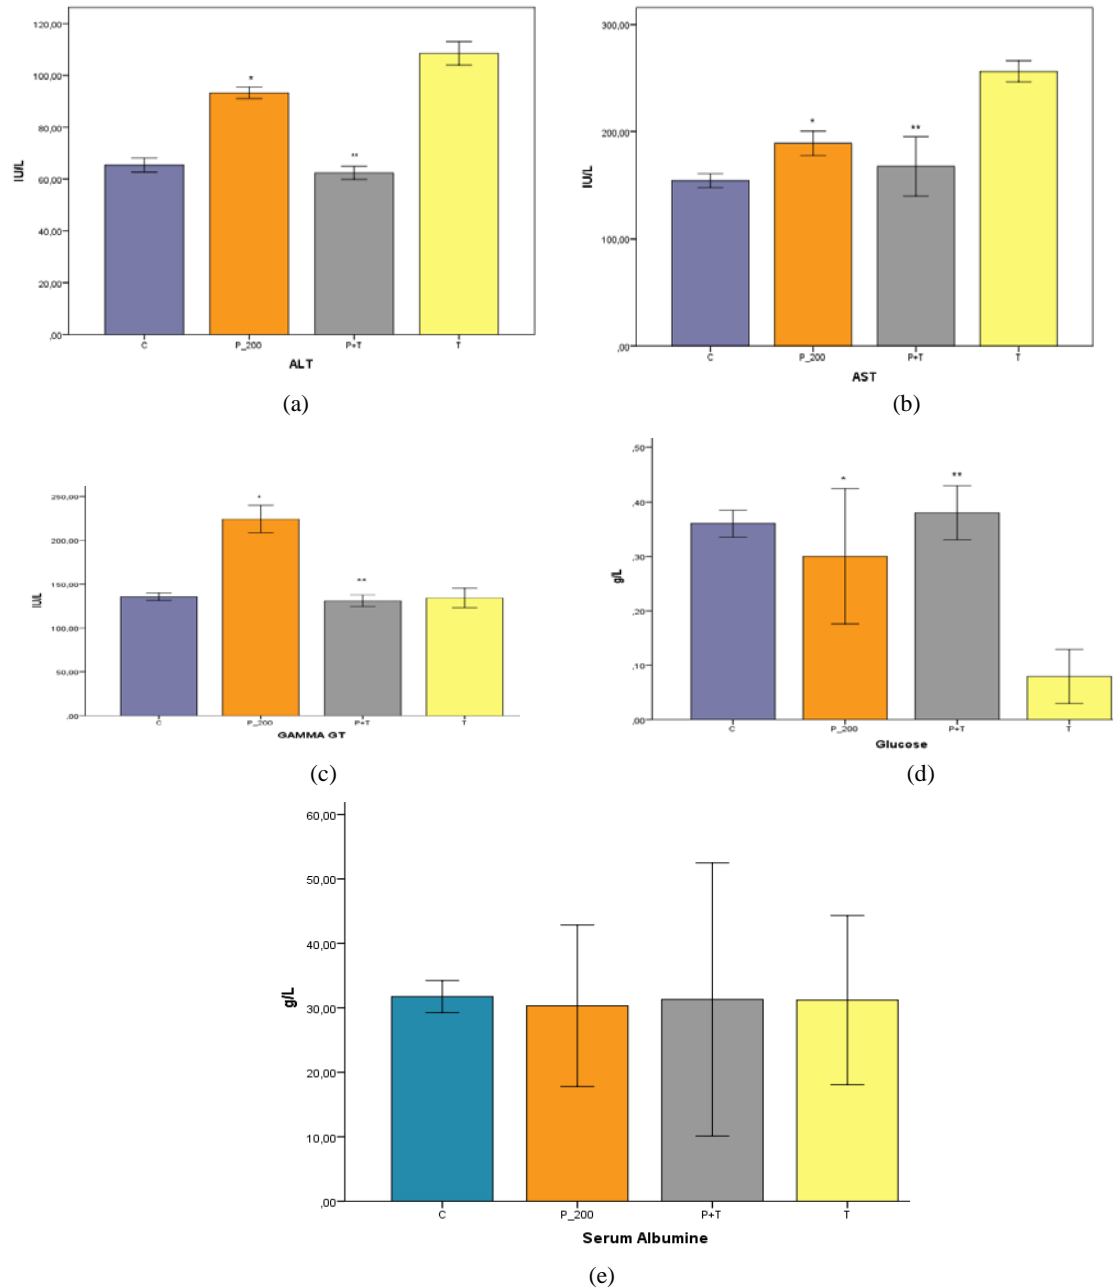 120,00
100,00
80,00
60,00
40,00
20,00
,00
IU/L
*
**
C P_200 P+T T
ALT
(a)
300,00
200,00
100,00
,00
IU/L
*
**
C P_200 P+T T
AST
(b)
250,00
200,00
150,00
100,00
50,00
,00
IU/L
*
**
C P_200 P+T T
GAMMA GT
(c)
,50
,40
,30
,20
,10
,00
g/L
*
**
C P_200 P+T T
Glucose
(d)
60,00
50,00
40,00
30,00
20,00
10,00
,00
g/L
C P_200 P+T T
Serum Albumine
(e)